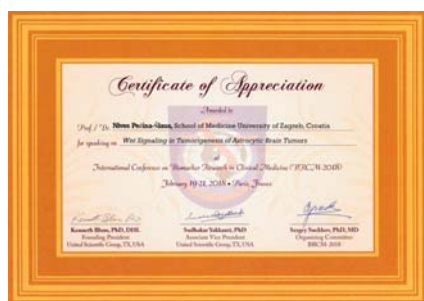 Certificate of Appreciation
Awarded to
Prof. / Dr. Nives Pećina-Šlaus, School of Medicine University of Zagreb, Croatia
for speaking on Wnt Signaling in Tumorigenesis of Astrocytic Brain Tumors
International Conference on "Biomarker Research in Clinical Medicine (BRCM-2018)
February 19-21, 2018 • Paris, France
Kenneth Blum, PhD, DHL
Founding President
United Scientific Group, TX, USA
Sudhakar
PhD
Associate Vice President
United Scientific Group, TX, USA
Sergey Suchkov, PhD, MD
Organizing Committee
BRCM-2018